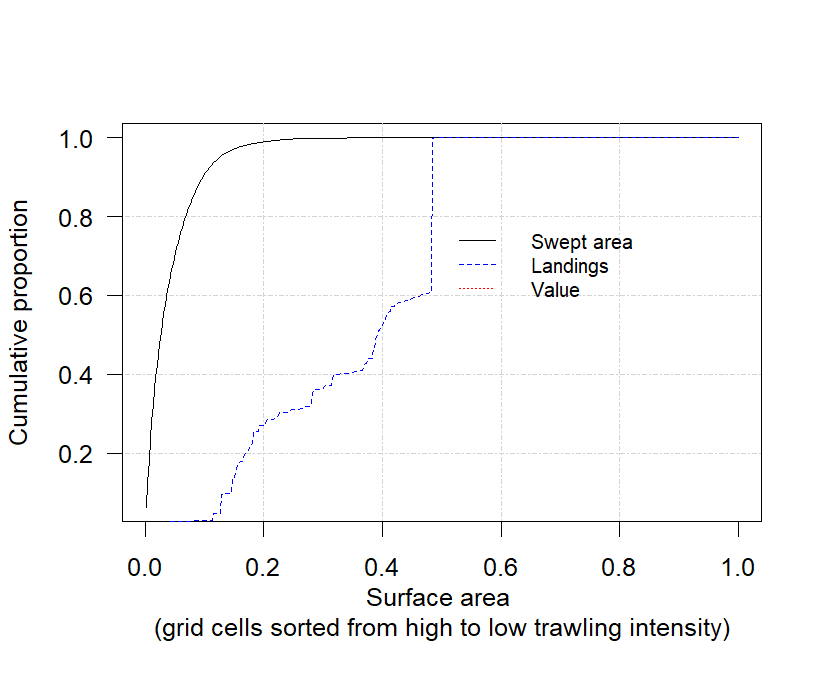 1.0
0.8
0.6
0.4
0.2
Cumulative proportion
Swept area
Landings
Value
0.0 0.2 0.4 0.6 0.8 1.0
Surface area
(grid cells sorted from high to low trawling intensity)